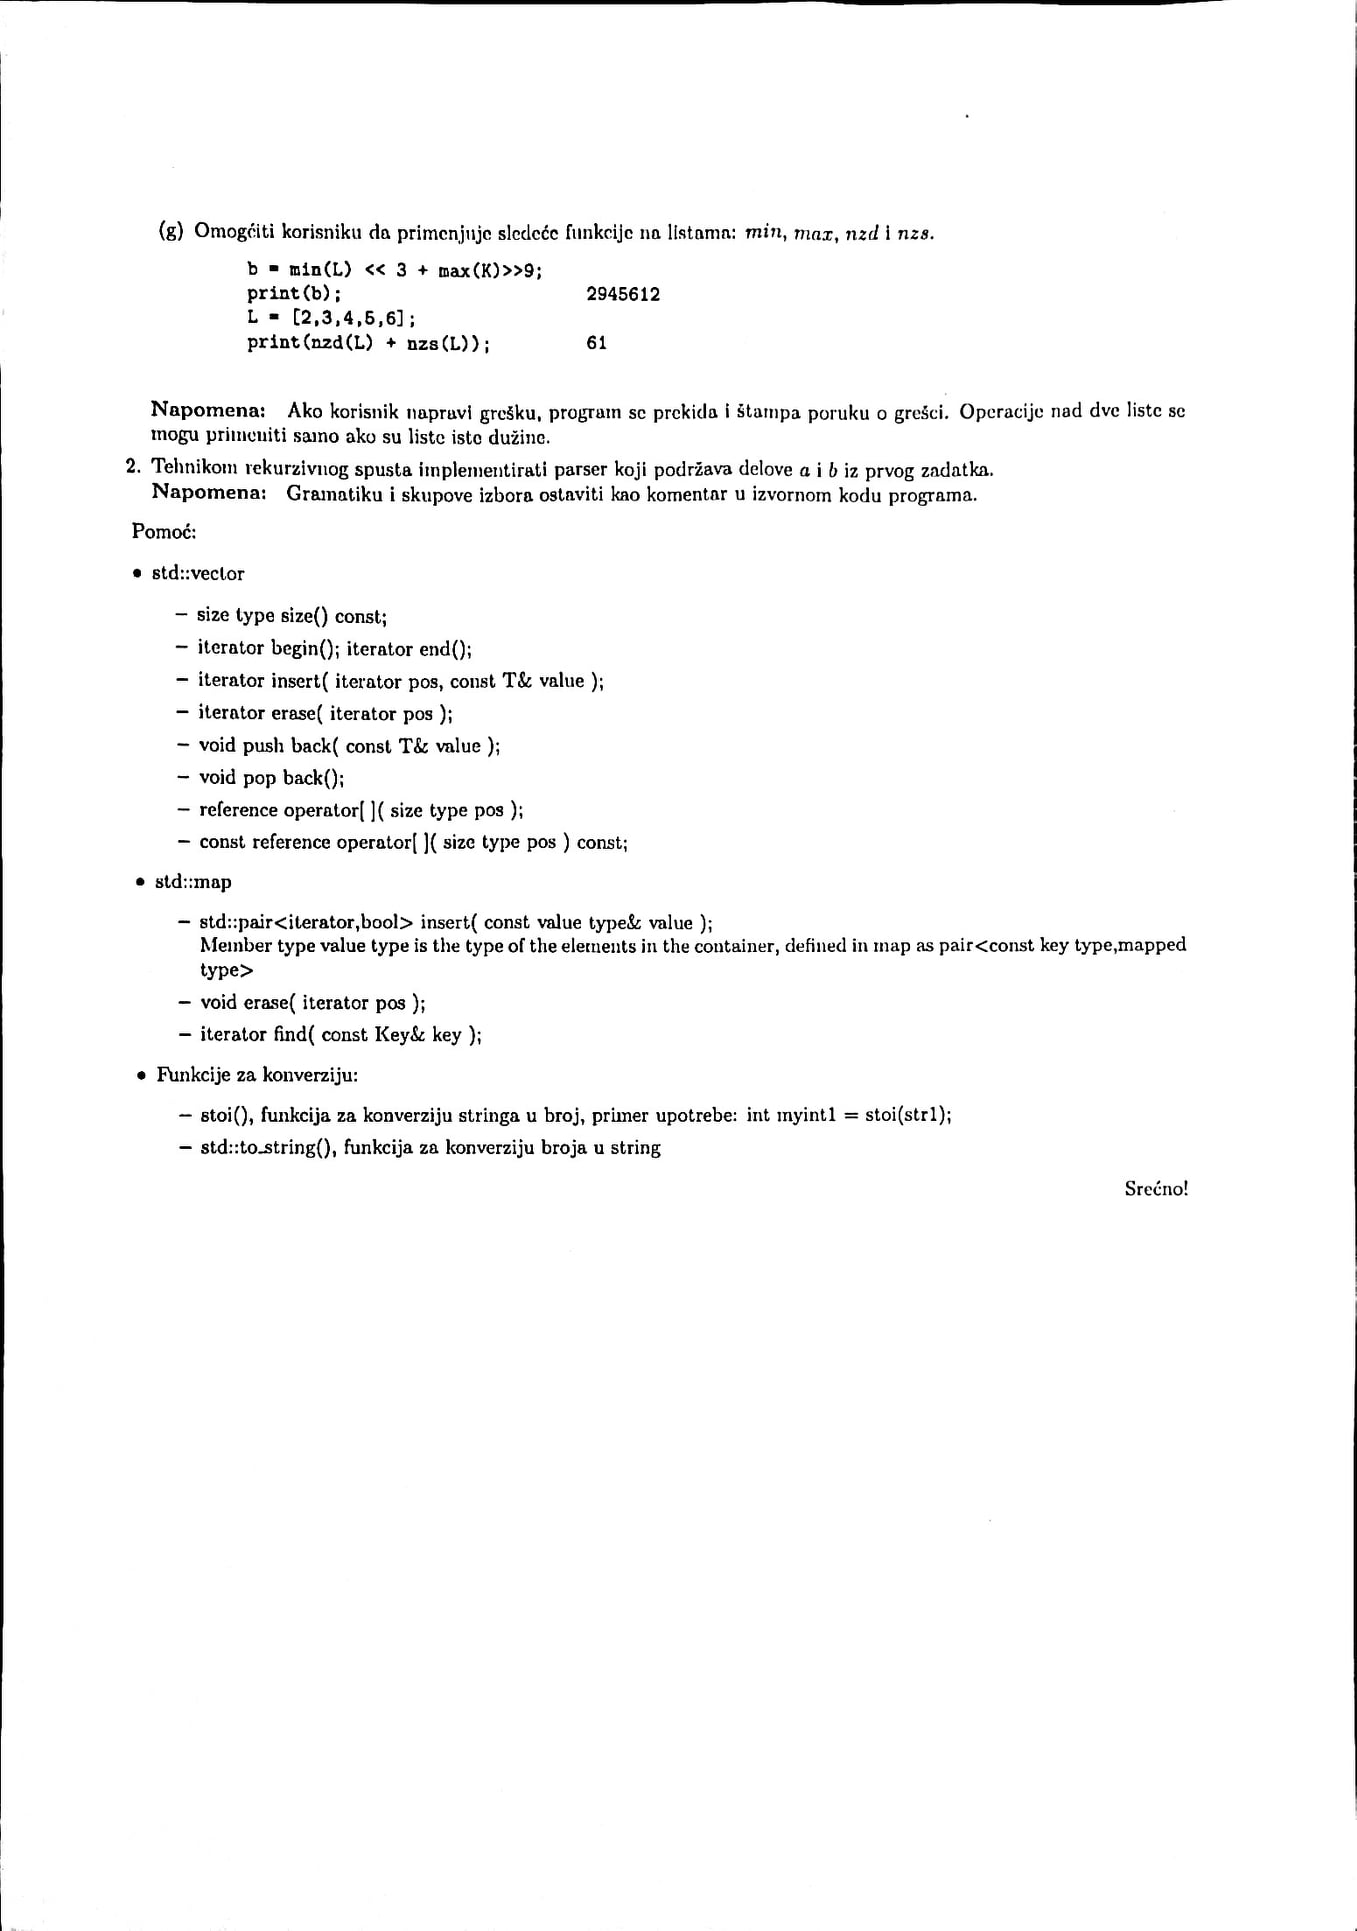 (g) Omogćiti korisniku da primenjuje sledeće funkcije na listama: min, max, nzd i nzs.
b = min(L) << 3 + max(K)>>9;
print(b); 2945612
L = [2,3,4,5,6];
print(nzd(L) + nzs(L)); 61
Napomena: Ako korisnik napravi grešku, program se prekida i štampa poruku o grešci. Operacije nad dve liste se
mogu primeniti samo ako su liste iste dužine.
2. Tehnikom rekurzivnog spusta implementirati parser koji podržava delove a i b iz prvog zadatka.
Napomena: Gramatiku i skupove izbora ostaviti kao komentar u izvornom kodu programa.
Pomoć:
• std::vector
– size type size() const;
– iterator begin(); iterator end();
– iterator insert( iterator pos, const T& value );
– iterator erase( iterator pos );
– void push back( const T& value );
– void pop back();
– reference operator[ ]( size type pos );
– const reference operator[ ]( size type pos ) const;
• std::map
– std::pair<iterator,bool> insert( const value type& value );
Member type value type is the type of the elements in the container, defined in map as pair<const key type,mapped
type>
– void erase( iterator pos );
– iterator find( const Key& key );
• Funkcije za konverziju:
– stoi(), funkcija za konverziju stringa u broj, primer upotrebe: int myint1 = stoi(str1);
– std::to_string(), funkcija za konverziju broja u string
Srećno!